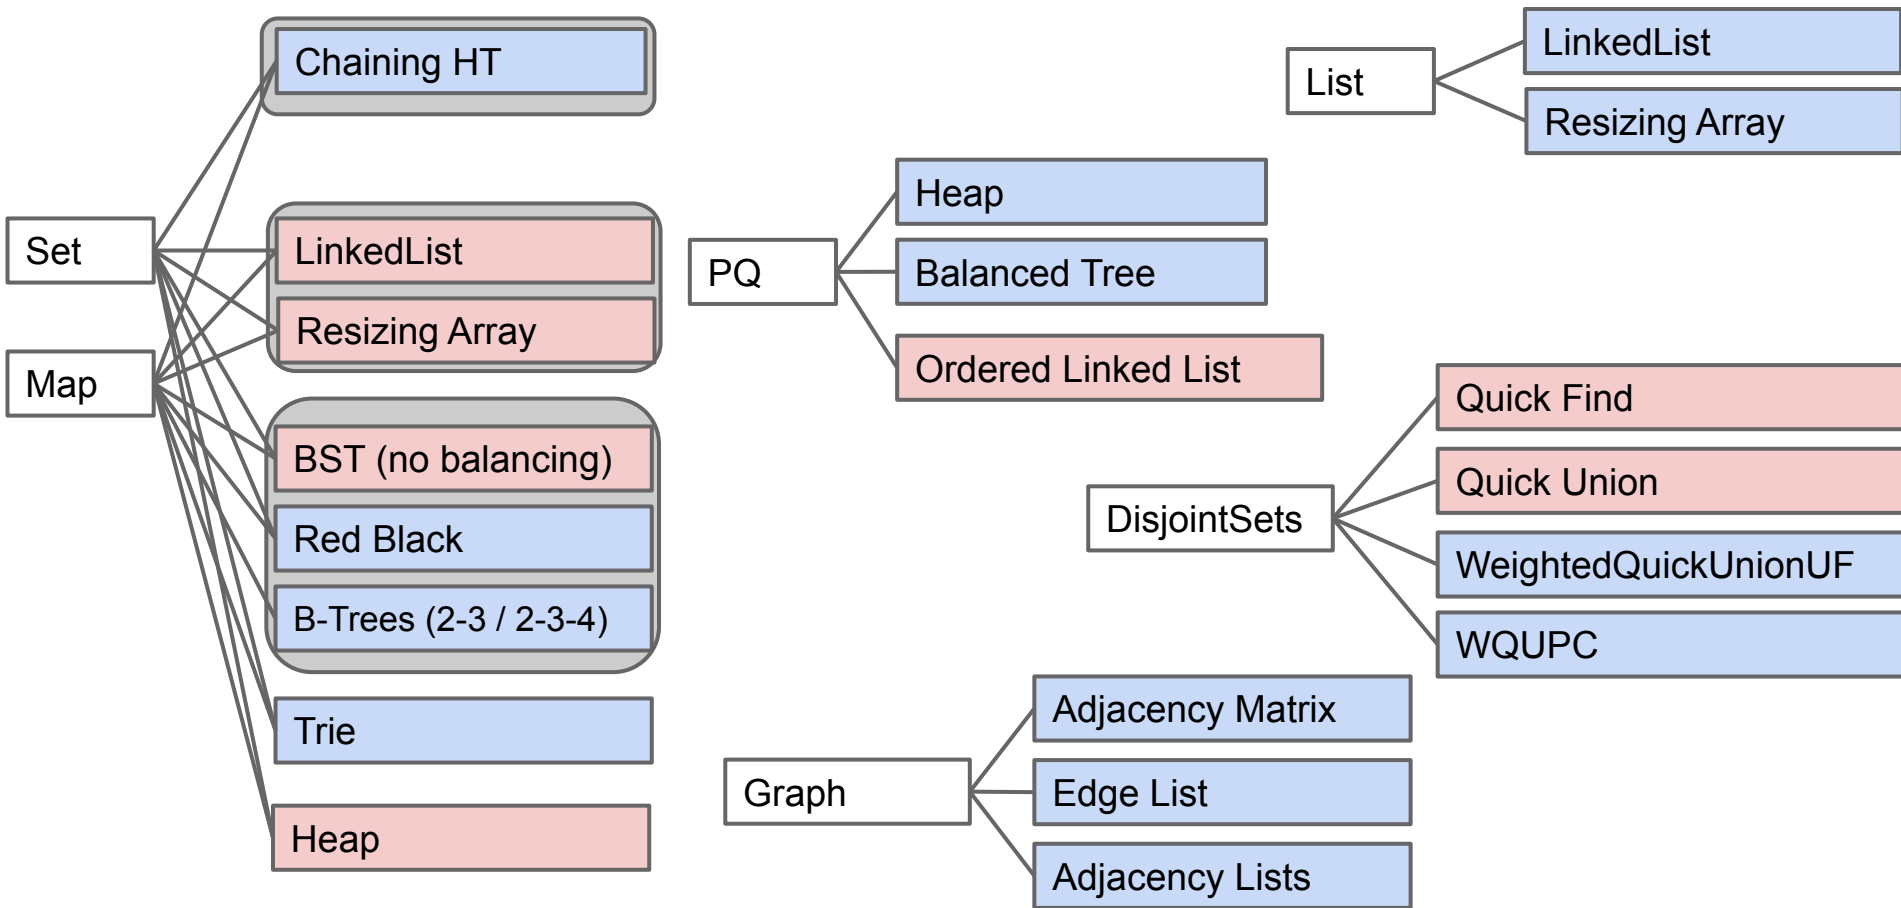 Set
Map
Chaining HT
LinkedList
Resizing Array
BST (no balancing)
Red Black
B-Trees (2-3 / 2-3-4)
Trie
Heap
PQ
Heap
Balanced Tree
Ordered Linked List
List
LinkedList
Resizing Array
DisjointSets
Quick Find
Quick Union
WeightedQuickUnionUF
WQUPC
Graph
Adjacency Matrix
Edge List
Adjacency Lists